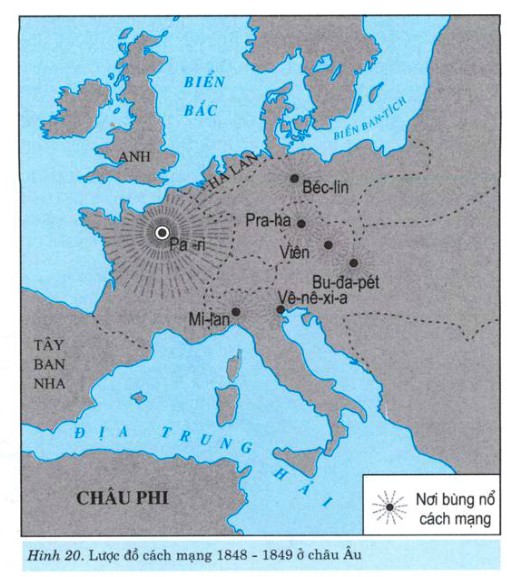 BIỂN
BẮC
BIỂN BAN-TÍCH
ANH
HÀ LAN
Béc-lin
Pra-ha
Pa -ri
Viên
Bu-đa-pét
Vê-nê-xi-a
Mi-lan
TÂY
BAN
NHA
ĐỊA TRUNG HẢI
CHÂU PHI
Nơi bùng nổ
cách mạng
Hình 20. Lược đồ cách mạng 1848 - 1849 ở châu Âu